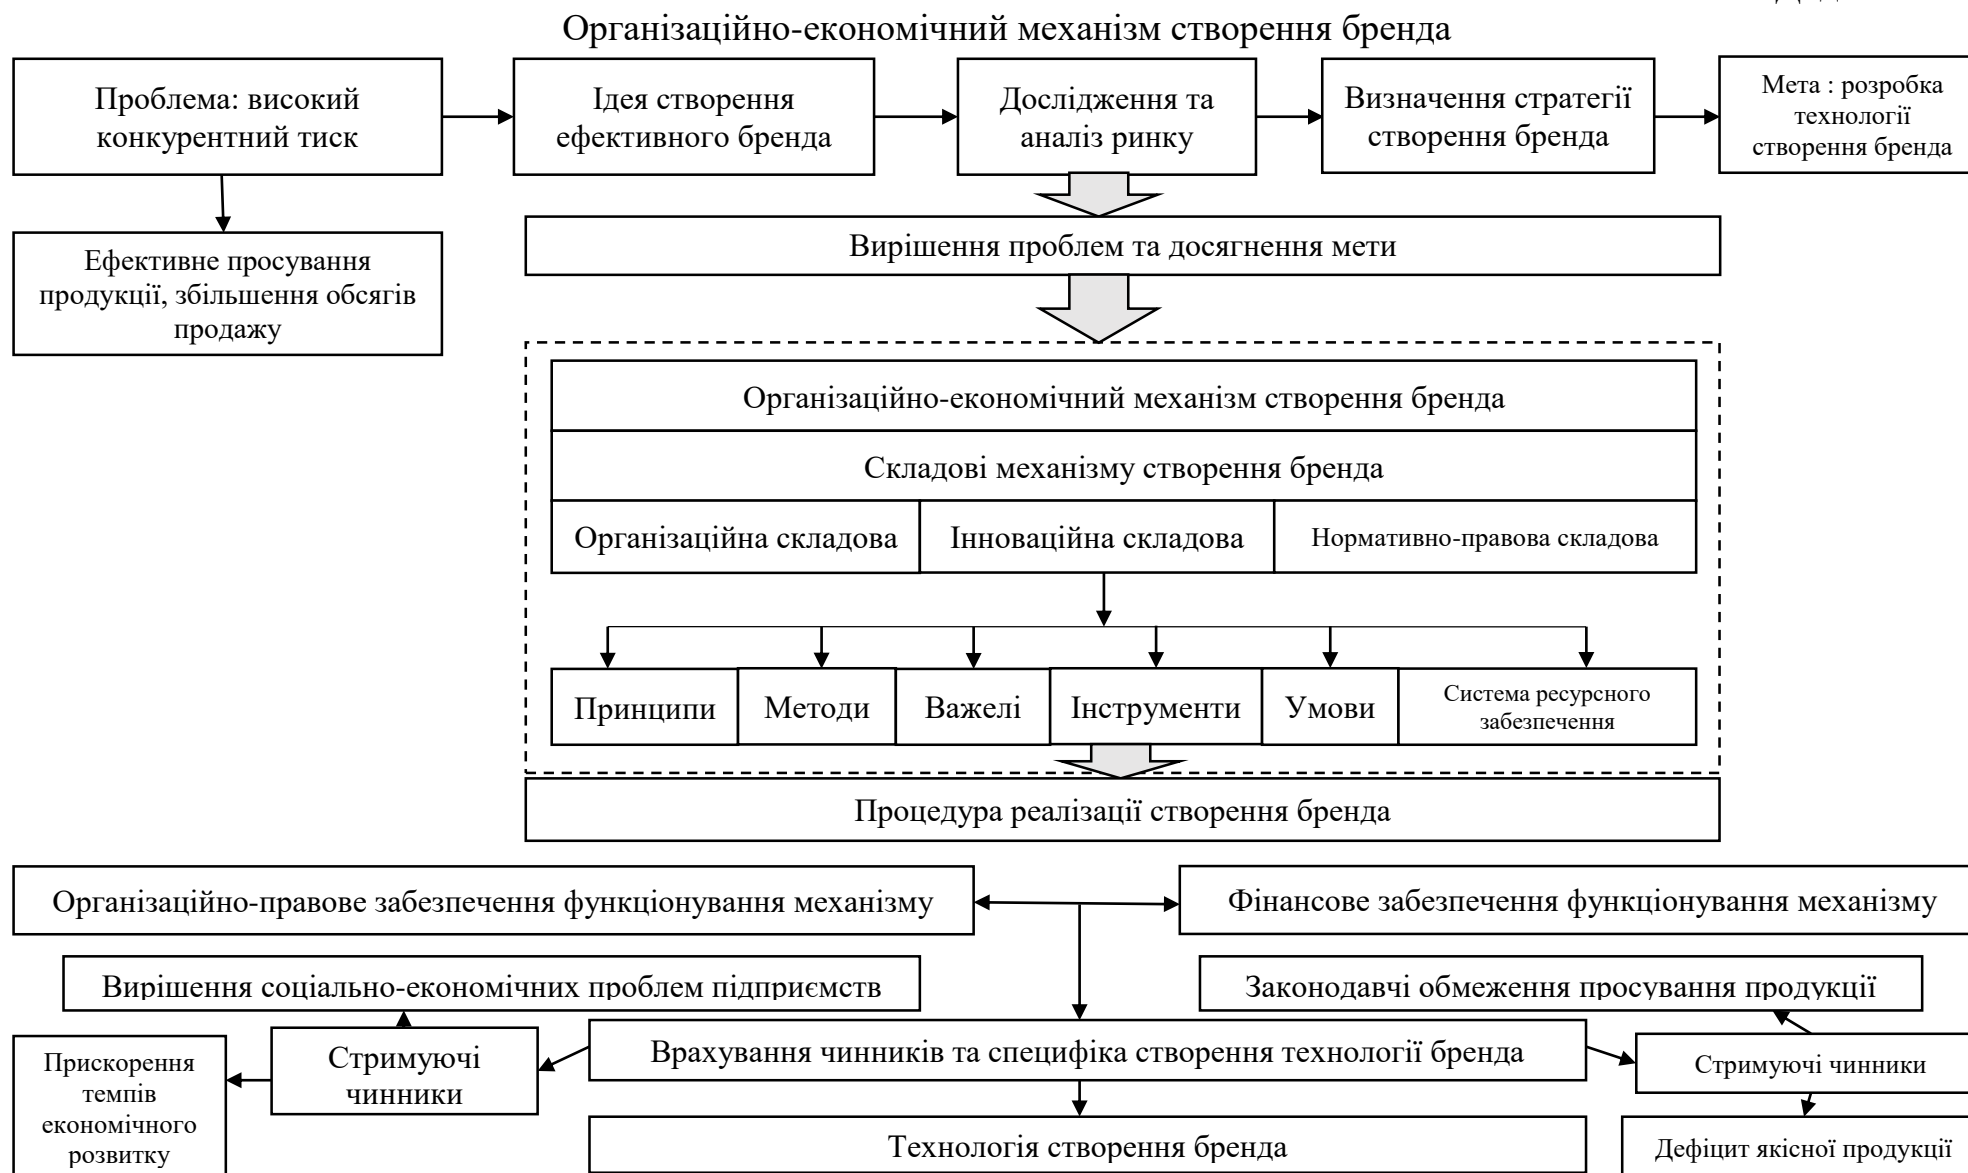 Організаційно-економічний механізм створення бренда
Проблема: високий
конкурентний тиск
Ідея створення
ефективного бренда
Дослідження та
аналіз ринку
Визначення стратегії
створення бренда
Мета : розробка
технології
створення бренда
Ефективне просування
продукції, збільшення обсягів
продажу
Вирішення проблем та досягнення мети
Організаційно-економічний механізм створення бренда
Складові механізму створення бренда
Організаційна складова
Інноваційна складова
Нормативно-правова складова
Принципи
Методи
Важелі
Інструменти
Умови
Система ресурсного
забезпечення
Процедура реалізації створення бренда
Організаційно-правове забезпечення функціонування механізму
Фінансове забезпечення функціонування механізму
Вирішення соціально-економічних проблем підприємств
Законодавчі обмеження просування продукції
Прискорення
темпів
економічного
розвитку
Стримуючі
чинники
Врахування чинників та специфіка створення технології бренда
Стримуючі чинники
Технологія створення бренда
Дефіцит якісної продукції